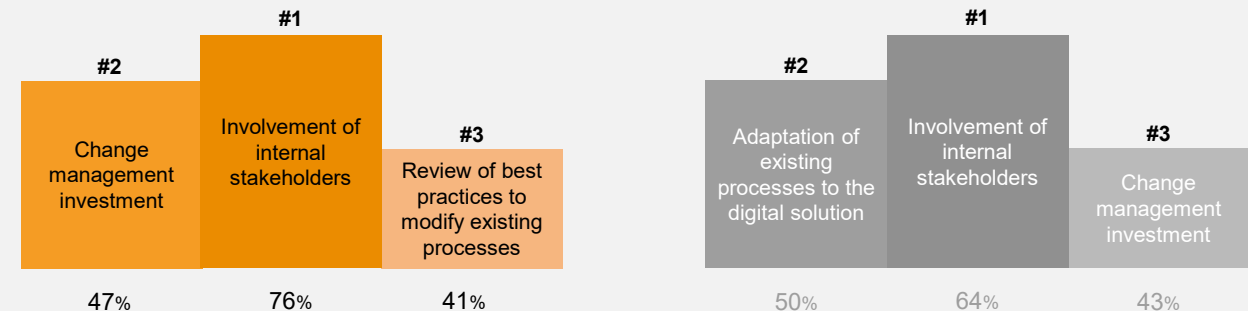 #1
#2
Involvement of
internal
stakeholders
#3
Change
management
investment
Review of best
practices to
modify existing
processes
47%
76%
41%
#1
#2
Involvement of
internal
stakeholders
#3
Adaptation of
existing
processes to the
digital solution
Change
management
investment
50%
64%
43%